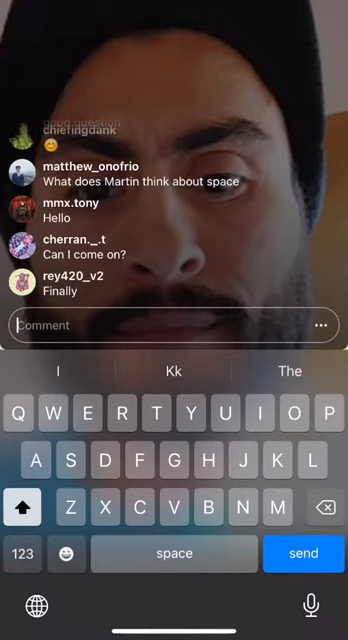 chiefingdank
😊
matthew_onofrio
What does Martin think about space
mmx.tony
Hello
cherran._.t
Can I come on?
rey420_v2
Finally
Comment
I Kk The
Q W E R T Y U I O P
A S D F G H J K L
Z X C V B N M
123 space send